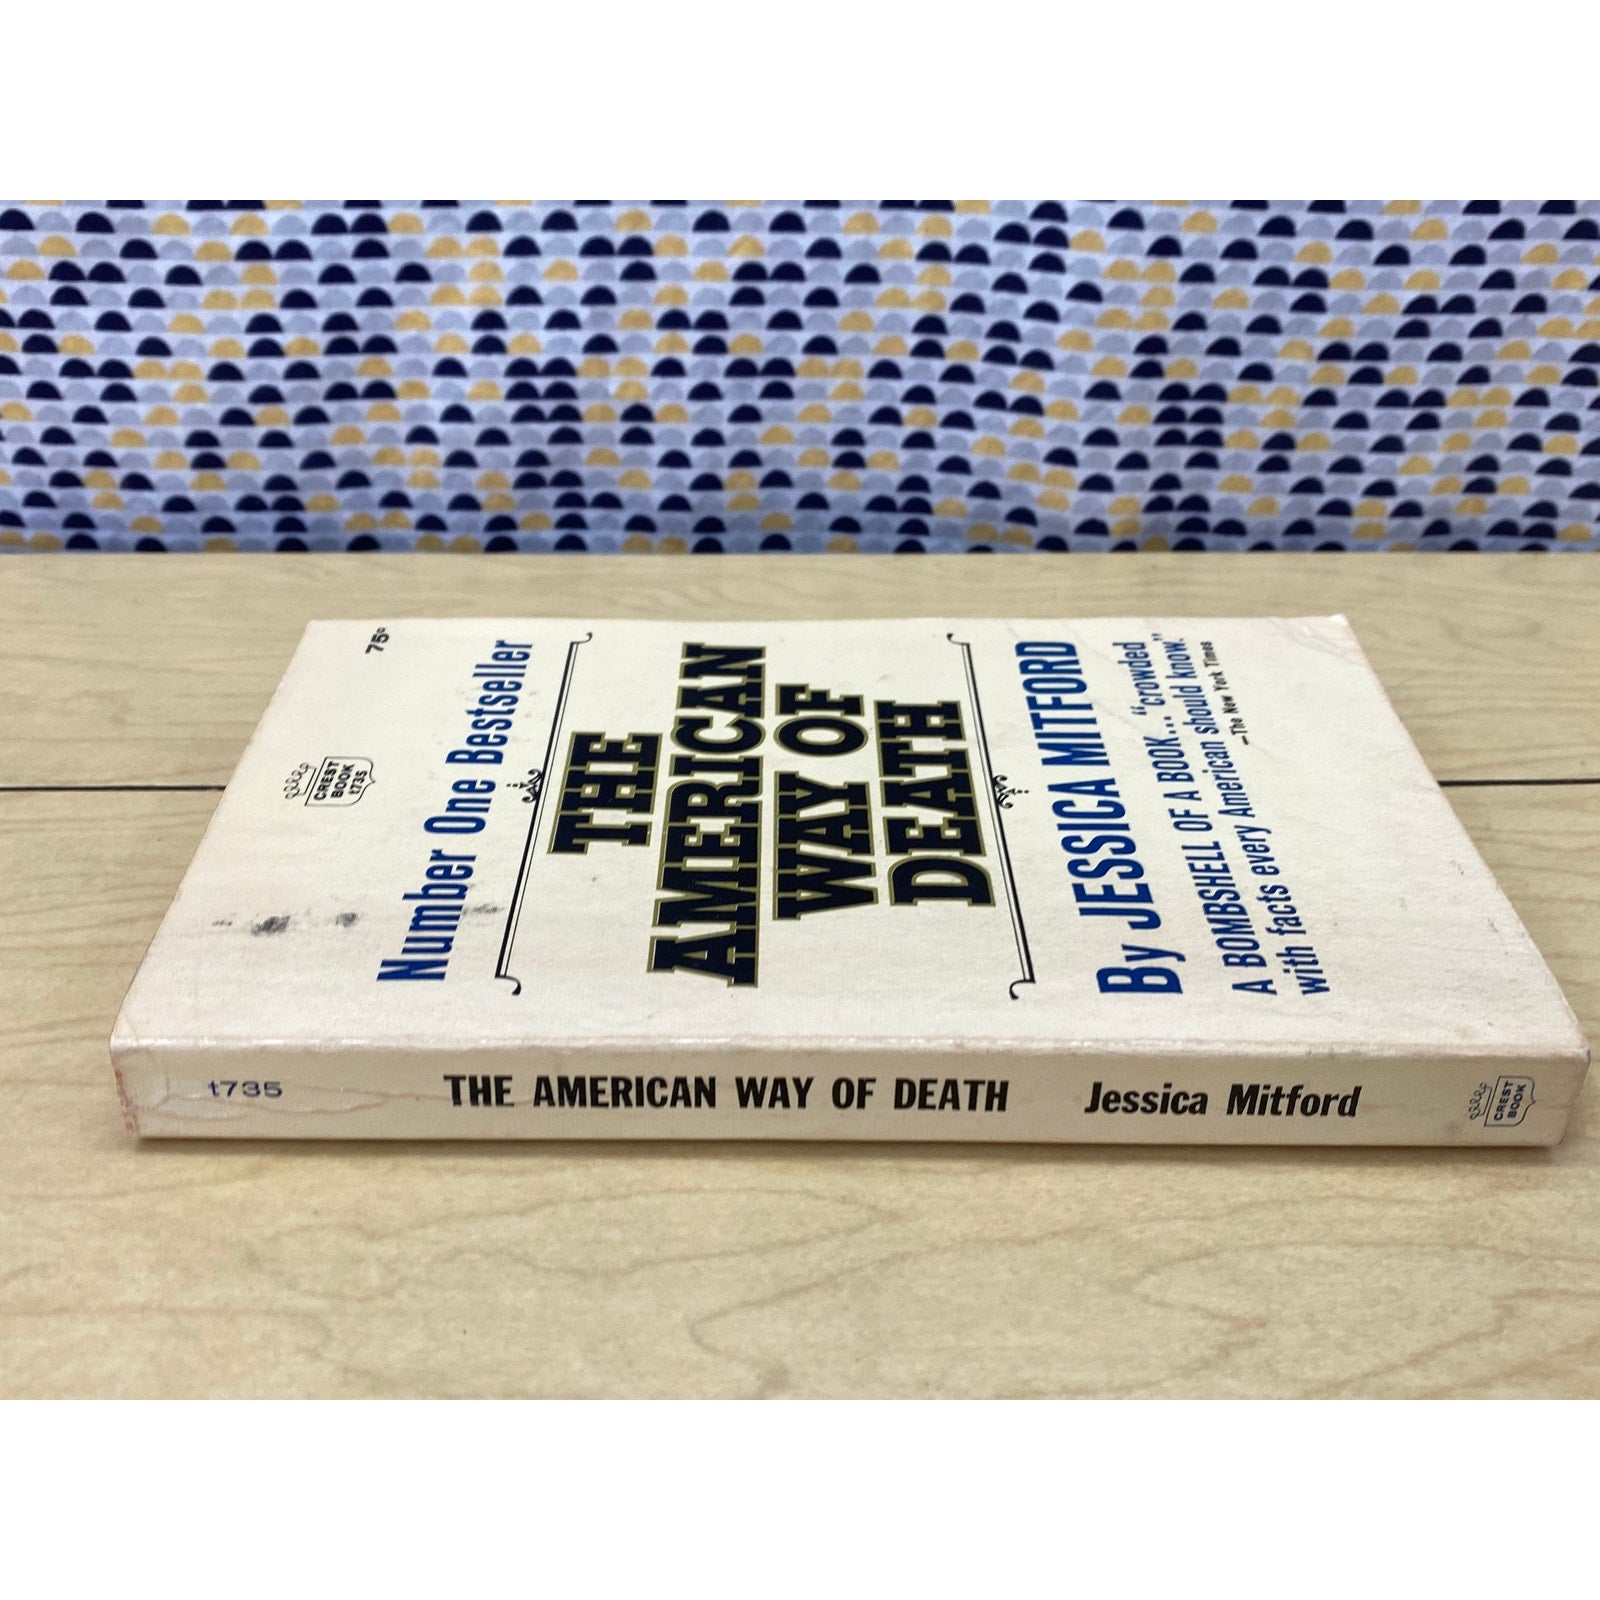 75¢
CREST
BOOK
t735
Number One Bestseller
THE
AMERICAN
WAY OF
DEATH
By JESSICA MITFORD
A BOMBSHELL OF A BOOK... "crowded
with facts every American should know."
—The New York Times
t735
THE AMERICAN WAY OF DEATH Jessica Mitford
CREST
BOOK